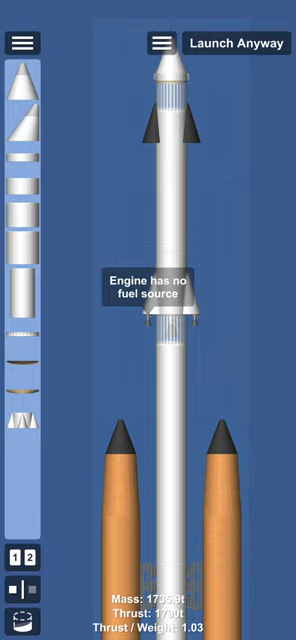 Launch Anyway
Engine has no
fuel source
1 2
Mass: 1735.9t
Thrust: 1790t
Thrust / Weight: 1.03